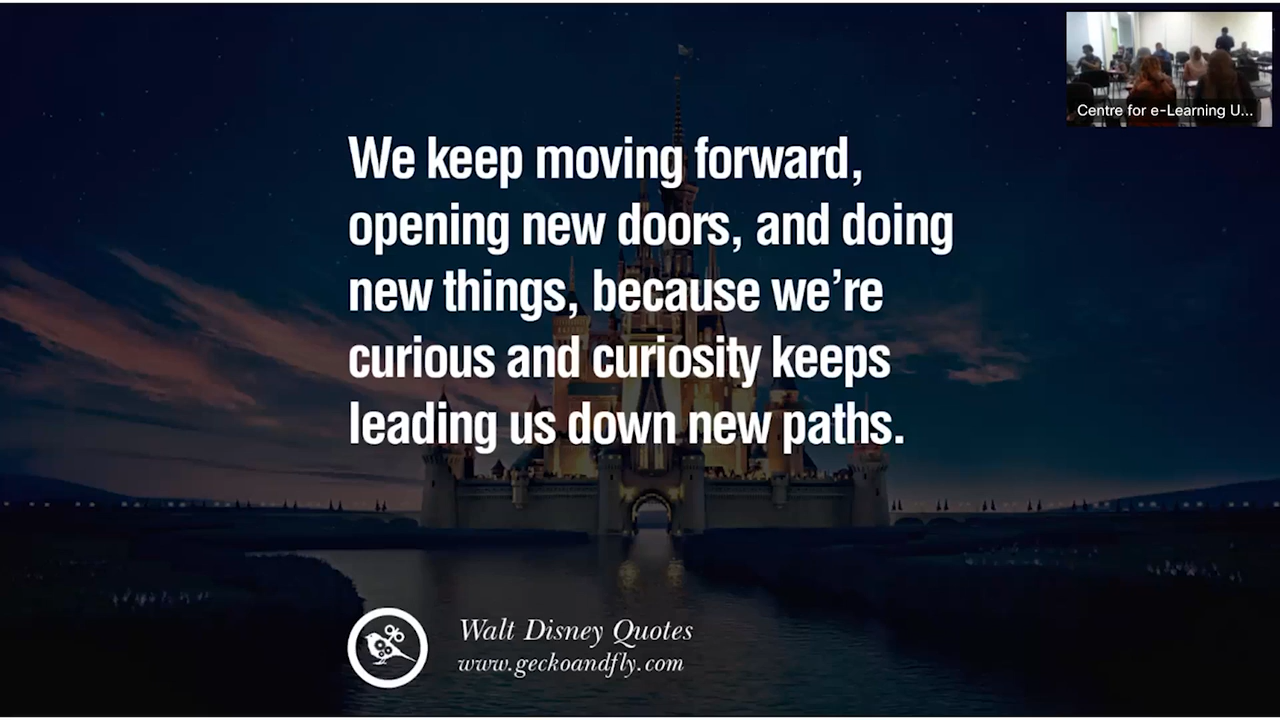 Centre for e-Learning U...
We keep moving forward,
opening new doors, and doing
new things, because we're
curious and curiosity keeps
leading us down new paths.
Walt Disney Quotes
www.geckoandfly.com